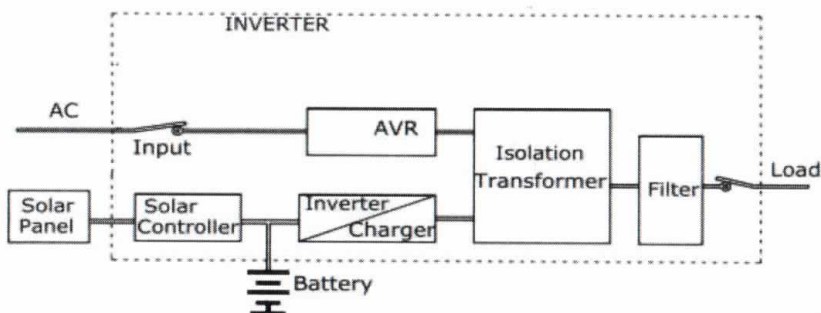 INVERTER
AC
Input
AVR
Isolation
Transformer
Filter
Load
Solar
Panel
Solar
Controller
Inverter
Charger
Battery